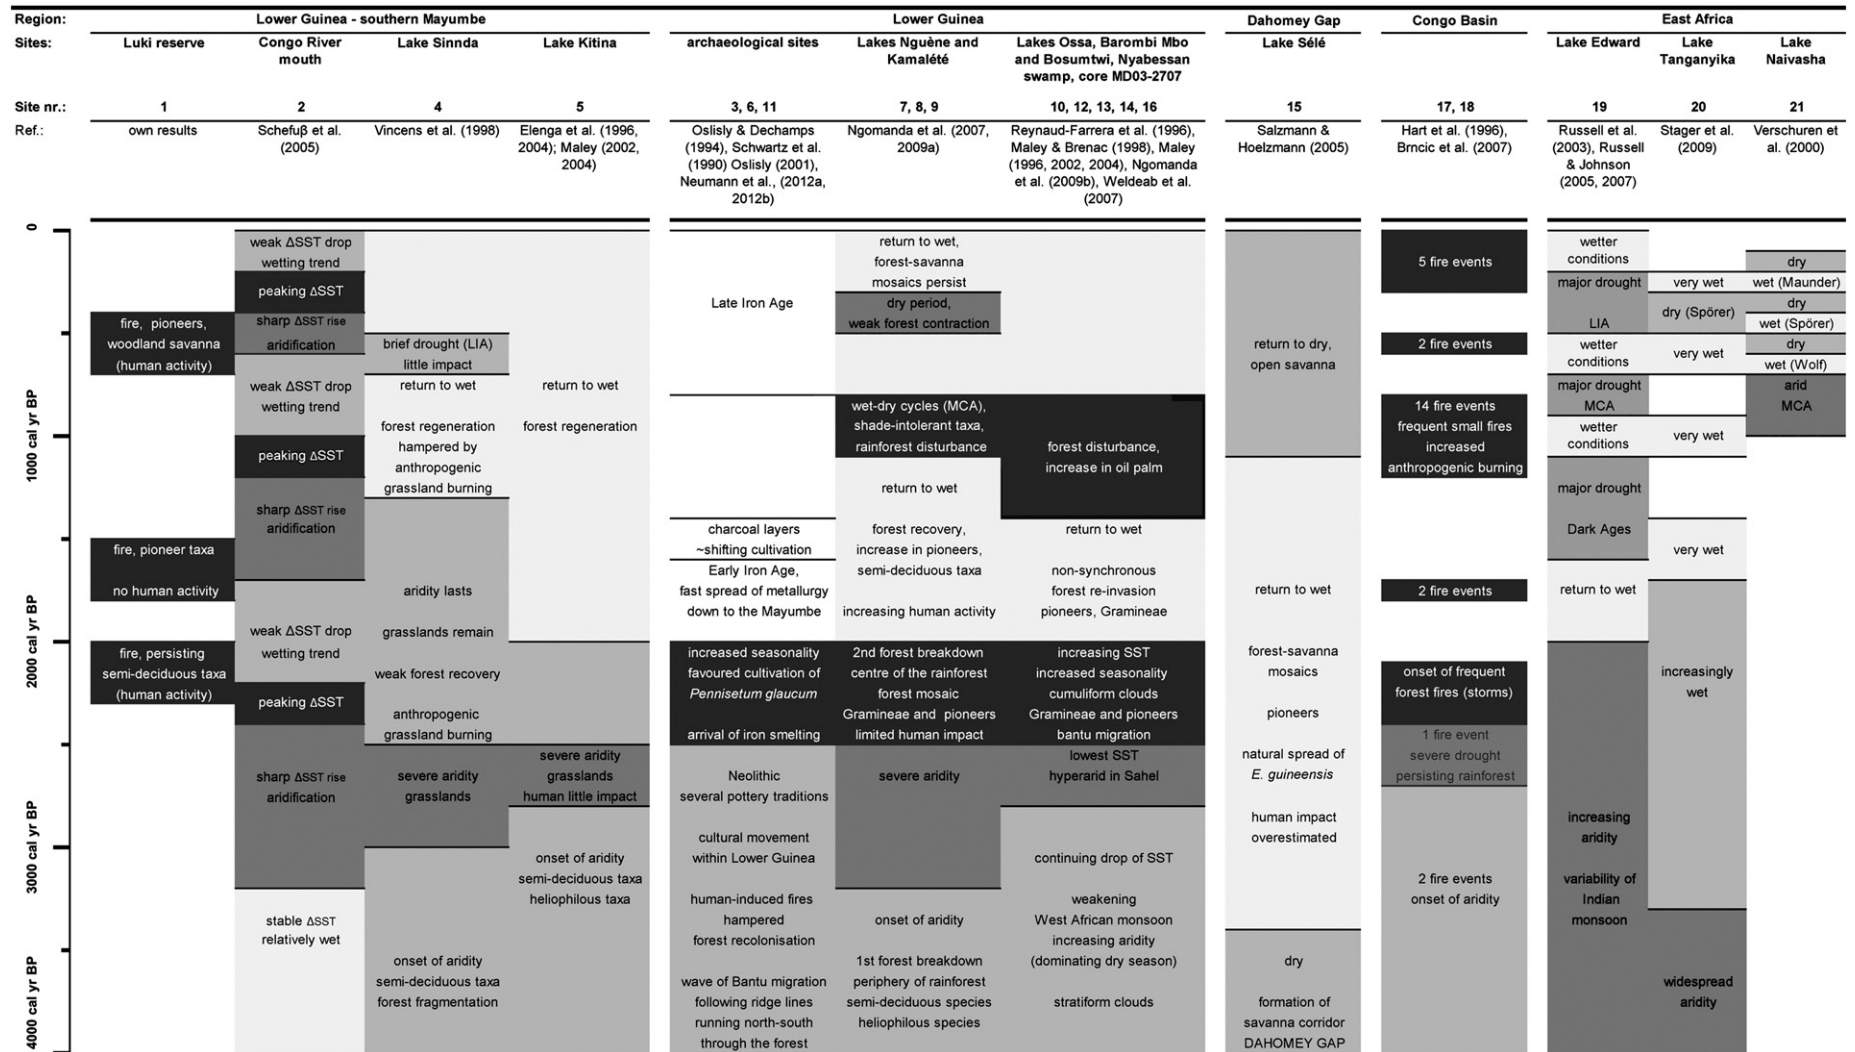 Region:
Lower Guinea - southern Mayumbe
Lower Guinea
Dahomey Gap
Congo Basin
East Africa
Sites:
Luki reserve
Congo River
mouth
Lake Sinnda
Lake Kitina
archaeological sites
Lakes Nguène and
Kamalété
Lakes Ossa, Barombi Mbo
and Bosumtwi, Nyabessan
swamp, core MD03-2707
Lake Sélé
Lake Edward
Lake
Tanganyika
Lake
Naivasha
Site nr.:
1
2
4
5
3, 6, 11
7, 8, 9
10, 12, 13, 14, 16
15
17, 18
19
20
21
Ref.:
own results
Schefuβ et al.
(2005)
Vincens et al. (1998)
Elenga et al. (1996,
2004); Maley (2002,
2004)
Oslisly & Dechamps
(1994), Schwartz et al.
(1990) Oslisly (2001),
Neumann et al., (2012a,
2012b)
Ngomanda et al. (2007,
2009a)
Reynaud-Farrera et al. (1996),
Maley & Brenac (1998), Maley
(1996, 2002, 2004), Ngomanda
et al. (2009b), Weldeab et al.
(2007)
Salzmann &
Hoelzmann (2005)
Hart et al. (1996),
Brncic et al. (2007)
Russell et al.
(2003), Russell
& Johnson
(2005, 2007)
Stager et al.
(2009)
Verschuren et
al. (2000)
0
1000 cal yr BP
2000 cal yr BP
3000 cal yr BP
4000 cal yr BP
fire, pioneers,
woodland savanna
(human activity)
fire, pioneer taxa
no human activity
fire, persisting
semi-deciduous taxa
(human activity)
weak ΔSST drop
wetting trend
peaking ΔSST
sharp ΔSST rise
aridification
weak ΔSST drop
wetting trend
peaking ΔSST
sharp ΔSST rise
aridification
weak ΔSST drop
wetting trend
peaking ΔSST
sharp ΔSST rise
aridification
stable ΔSST
relatively wet
brief drought (LIA)
little impact
return to wet
forest regeneration
hampered by
anthropogenic
grassland burning
aridity lasts
grasslands remain
weak forest recovery
anthropogenic
grassland burning
severe aridity
grasslands
onset of aridity
semi-deciduous taxa
forest fragmentation
return to wet
forest regeneration
severe aridity
grasslands
human little impact
onset of aridity
semi-deciduous taxa
heliophilous taxa
Late Iron Age
charcoal layers
~shifting cultivation
Early Iron Age,
fast spread of metallurgy
down to the Mayumbe
increased seasonality
favoured cultivation of
Pennisetum glaucum
arrival of iron smelting
Neolithic
several pottery traditions
cultural movement
within Lower Guinea
human-induced fires
hampered
forest recolonisation
wave of Bantu migration
following ridge lines
running north-south
through the forest
return to wet,
forest-savanna
mosaics persist
dry period,
weak forest contraction
wet-dry cycles (MCA),
shade-intolerant taxa,
rainforest disturbance
return to wet
forest recovery,
increase in pioneers,
semi-deciduous taxa
increasing human activity
2nd forest breakdown
centre of the rainforest
forest mosaic
Gramineae and pioneers
limited human impact
severe aridity
onset of aridity
1st forest breakdown
periphery of rainforest
semi-deciduous species
heliophilous species
forest disturbance,
increase in oil palm
return to wet
non-synchronous
forest re-invasion
pioneers, Gramineae
increasing SST
increased seasonality
cumuliform clouds
Gramineae and pioneers
bantu migration
lowest SST
hyperarid in Sahel
continuing drop of SST
weakening
West African monsoon
increasing aridity
(dominating dry season)
stratiform clouds
return to dry,
open savanna
return to wet
forest-savanna
mosaics
pioneers
natural spread of
E. guineensis
human impact
overestimated
dry
formation of
savanna corridor
DAHOMEY GAP
5 fire events
2 fire events
14 fire events
frequent small fires
increased
anthropogenic burning
2 fire events
onset of frequent
forest fires (storms)
1 fire event
severe drought
persisting rainforest
2 fire events
onset of aridity
wetter
conditions
major drought
LIA
wetter
conditions
major drought
MCA
wetter
conditions
major drought
Dark Ages
return to wet
increasing
aridity
variability of
Indian
monsoon
very wet
dry (Spörer)
very wet
very wet
very wet
increasingly
wet
widespread
aridity
dry
wet (Maunder)
dry
wet (Spörer)
dry
wet (Wolf)
arid
MCA